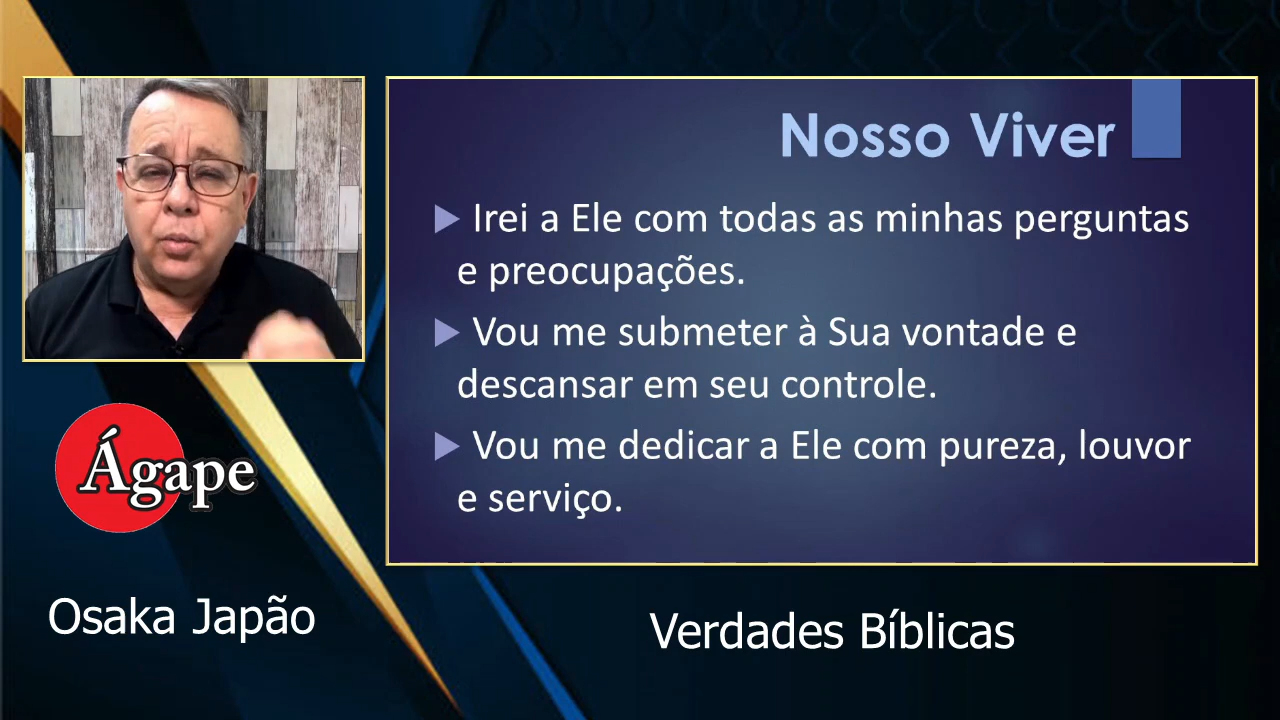 Nosso Viver
Irei a Ele com todas as minhas perguntas
e preocupações.
Vou me submeter à Sua vontade e
descansar em seu controle.
Vou me dedicar a Ele com pureza, louvor
e serviço.
Ágape
Osaka Japão
Verdades Bíblicas